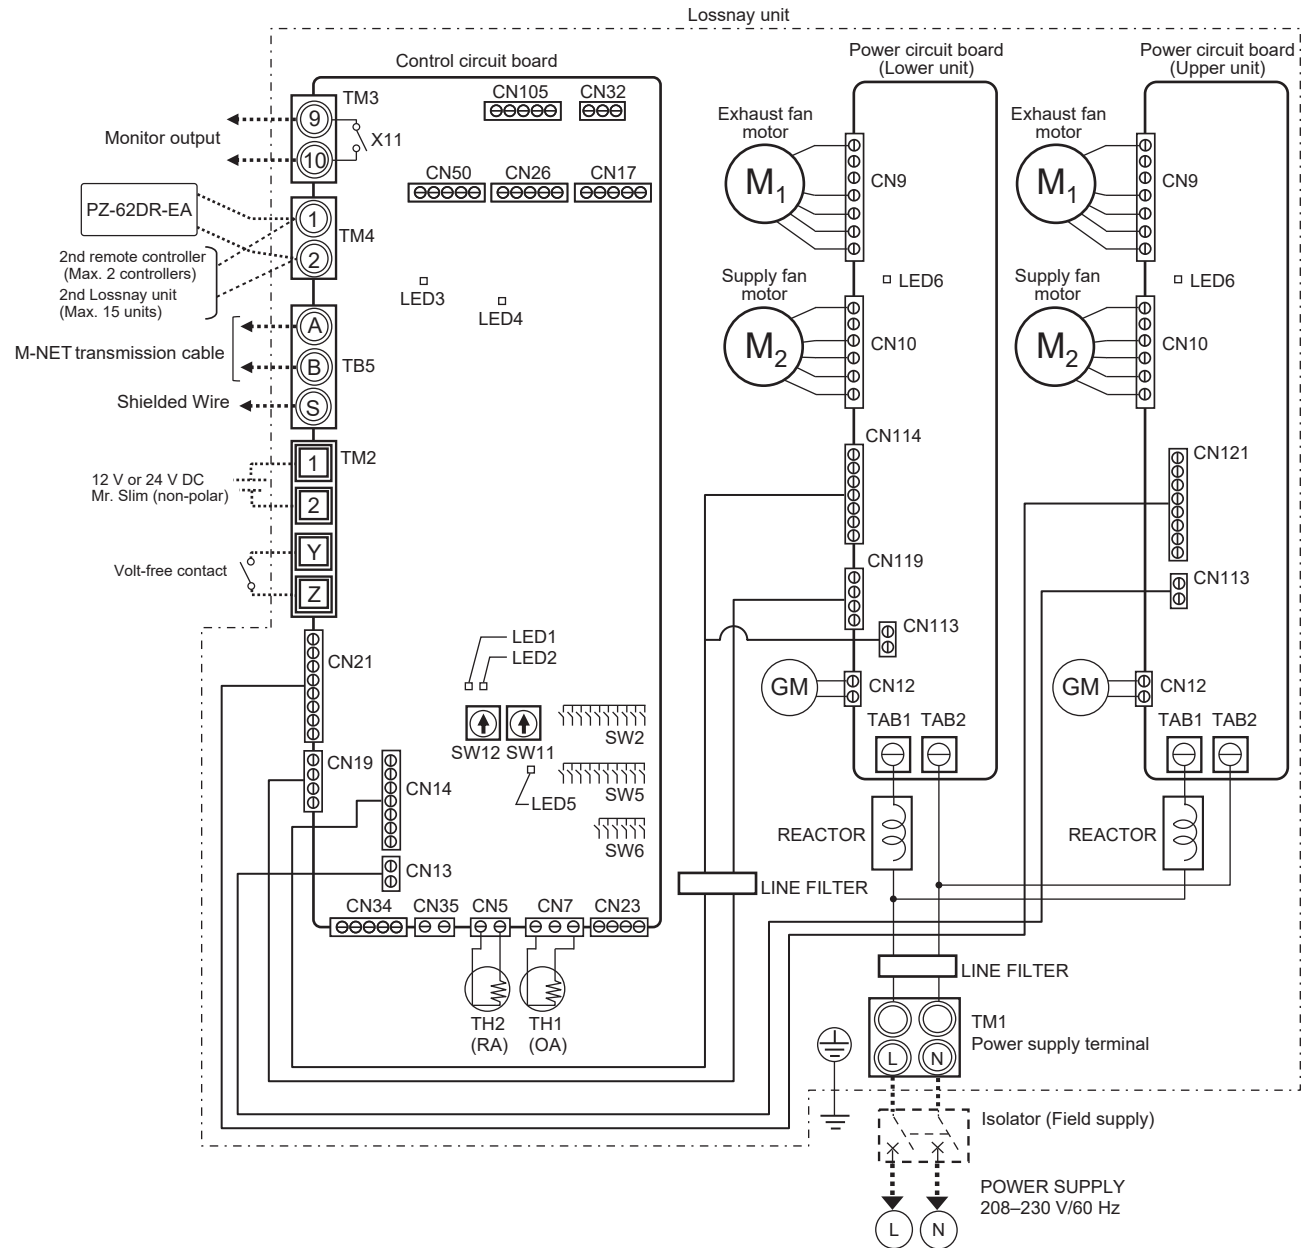 Lossnay unit
Control circuit board
Power circuit board
(Lower unit)
Power circuit board
(Upper unit)
TM3
9
10
X11
Monitor output
CN105
CN32
CN50
CN26
CN17
PZ-62DR-EA
1
2
TM4
2nd remote controller
(Max. 2 controllers)
2nd Lossnay unit
(Max. 15 units)
LED3
LED4
M-NET transmission cable
A
B
S
TB5
Shielded Wire
TM2
1
2
Y
Z
12 V or 24 V DC
Mr. Slim (non-polar)
Volt-free contact
CN21
CN19
CN14
CN13
LED1
LED2
SW12
SW11
LED5
SW2
SW5
SW6
CN34
CN35
CN5
CN7
CN23
TH2
(RA)
TH1
(OA)
Exhaust fan
motor
M1
CN9
LED6
Supply fan
motor
M2
CN10
CN114
CN119
CN113
GM
CN12
TAB1
TAB2
REACTOR
LINE FILTER
Exhaust fan
motor
M1
CN9
LED6
Supply fan
motor
M2
CN10
CN121
CN113
GM
CN12
TAB1
TAB2
REACTOR
LINE FILTER
TM1
Power supply terminal
L
N
Isolator (Field supply)
POWER SUPPLY
208–230 V/60 Hz
L
N